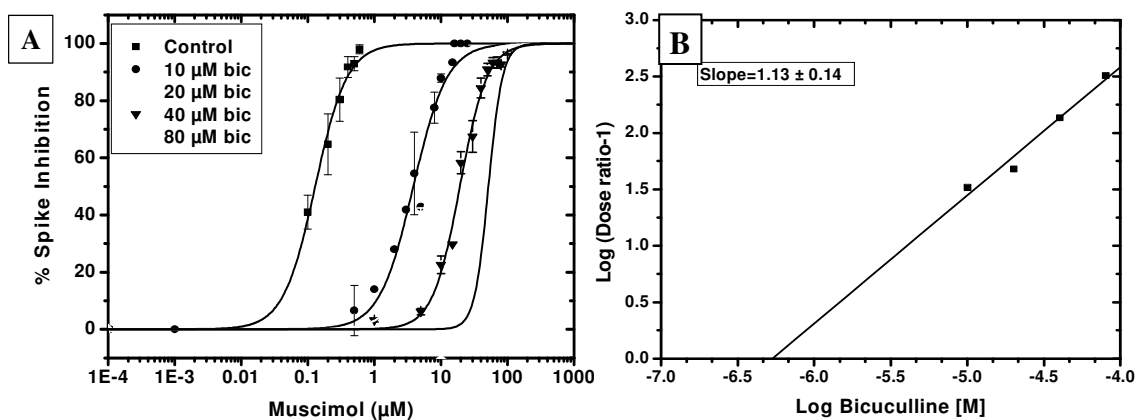 A
Control
10 µM bic
20 µM bic
40 µM bic
80 µM bic
100
80
60
40
20
0
% Spike Inhibition
1E-4
1E-3
0.01
0.1
1
10
100
1000
Muscimol (µM)
B
Slope=1.13 ± 0.14
3.0
2.5
2.0
1.5
1.0
0.5
0.0
Log (Dose ratio-1)
-7.0
-6.5
-6.0
-5.5
-5.0
-4.5
-4.0
Log Bicuculline [M]